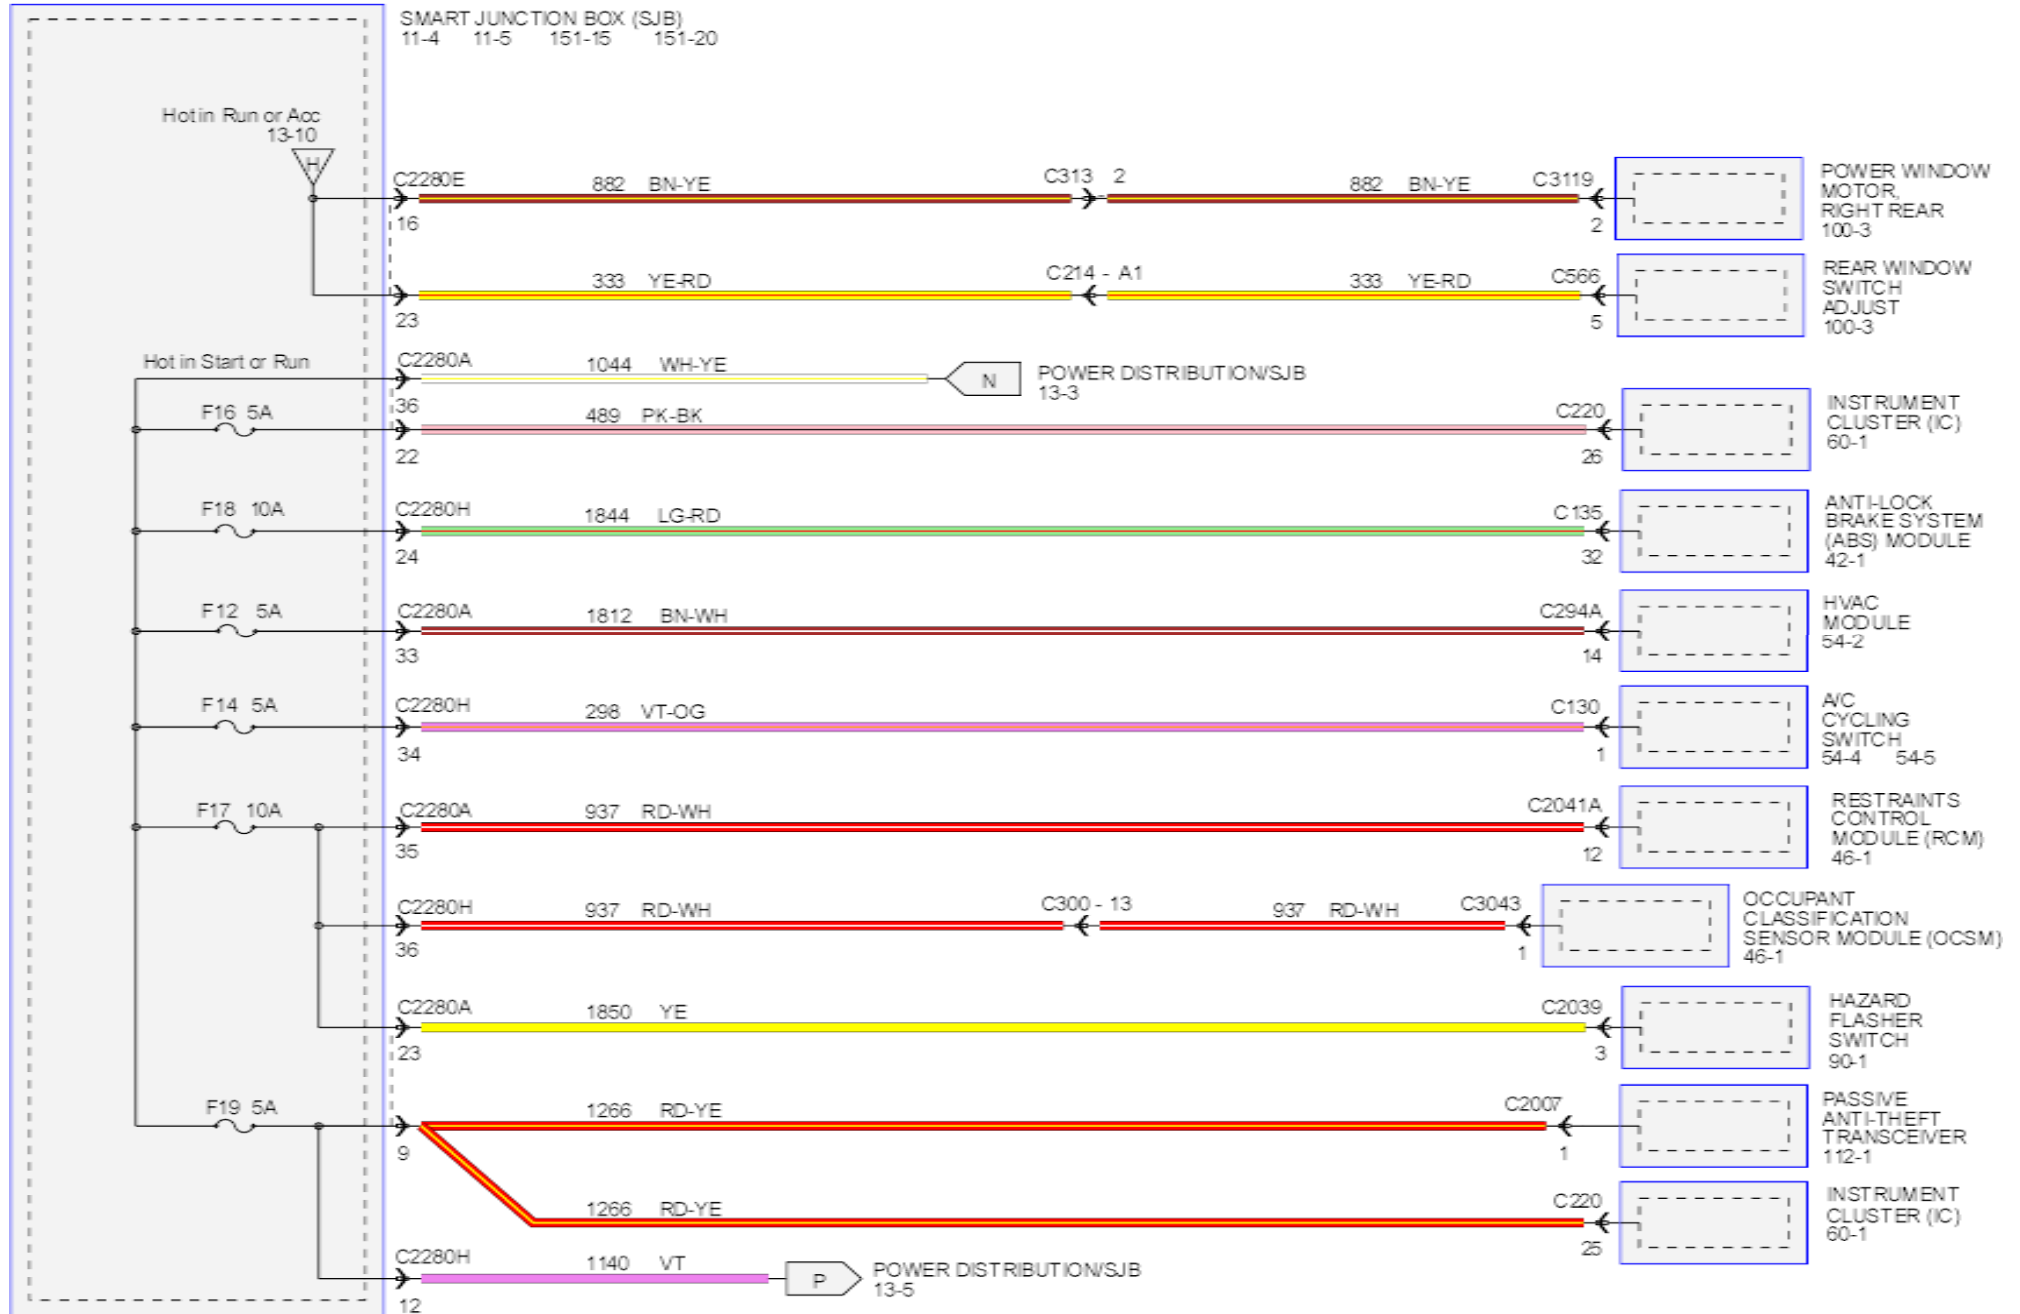 SMART JUNCTION BOX (SJB)
11-4 11-5 151-15 151-20
Hot in Run or Acc
13-10
H
C2280E
882 BN-YE
C313 2
882 BN-YE
C3119
16
2
POWER WINDOW
MOTOR,
RIGHT REAR
100-3
333 YE-RD
C214 - A1
333 YE-RD
C566
23
5
REAR WINDOW
SWITCH
ADJUST
100-3
Hot in Start or Run
C2280A
1044 WH-YE
N
POWER DISTRIBUTION/SJB
13-3
36
F16 5A
489 PK-BK
C220
22
26
INSTRUMENT
CLUSTER (IC)
60-1
F18 10A
C2280H
1844 LG-RD
C135
24
32
ANTI-LOCK
BRAKE SYSTEM
(ABS) MODULE
42-1
F12 5A
C2280A
1812 BN-WH
C294A
33
14
HVAC
MODULE
54-2
F14 5A
C2280H
298 VT-OG
C130
34
1
A/C
CYCLING
SWITCH
54-4 54-5
F17 10A
C2280A
937 RD-WH
C2041A
35
12
RESTRAINTS
CONTROL
MODULE (RCM)
46-1
C2280H
937 RD-WH
C300 - 13
937 RD-WH
C3043
36
1
OCCUPANT
CLASSIFICATION
SENSOR MODULE (OCSM)
46-1
C2280A
1850 YE
C2039
23
3
HAZARD
FLASHER
SWITCH
90-1
F19 5A
1266 RD-YE
C2007
9
1
PASSIVE
ANTI-THEFT
TRANSCEIVER
112-1
1266 RD-YE
C220
25
INSTRUMENT
CLUSTER (IC)
60-1
C2280H
1140 VT
P
POWER DISTRIBUTION/SJB
13-5
12